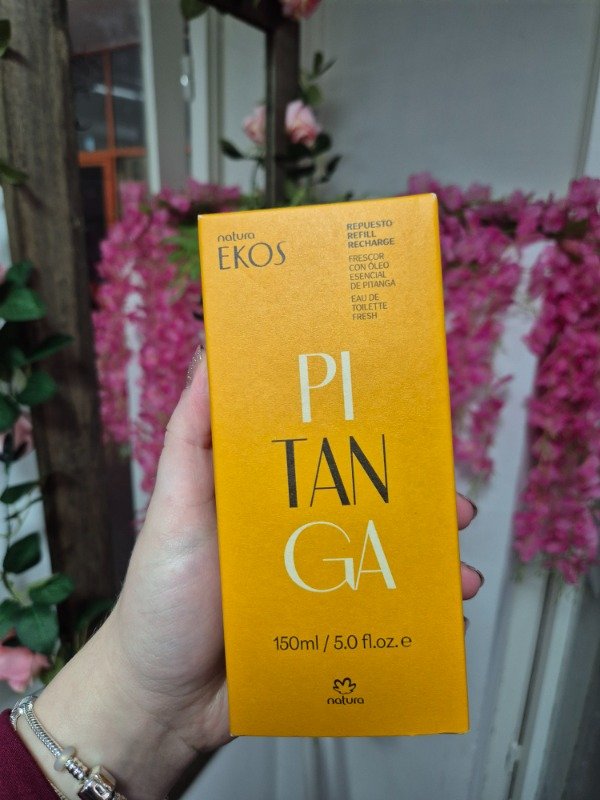 natura
EKOS
REPUESTO
REFILL
RECHARGE
FRESCOR
CON ÓLEO
ESENCIAL
DE PITANGA
EAU DE
TOILETTE
FRESH
PI
TAN
GA
150ml / 5.0 fl.oz. e
natura